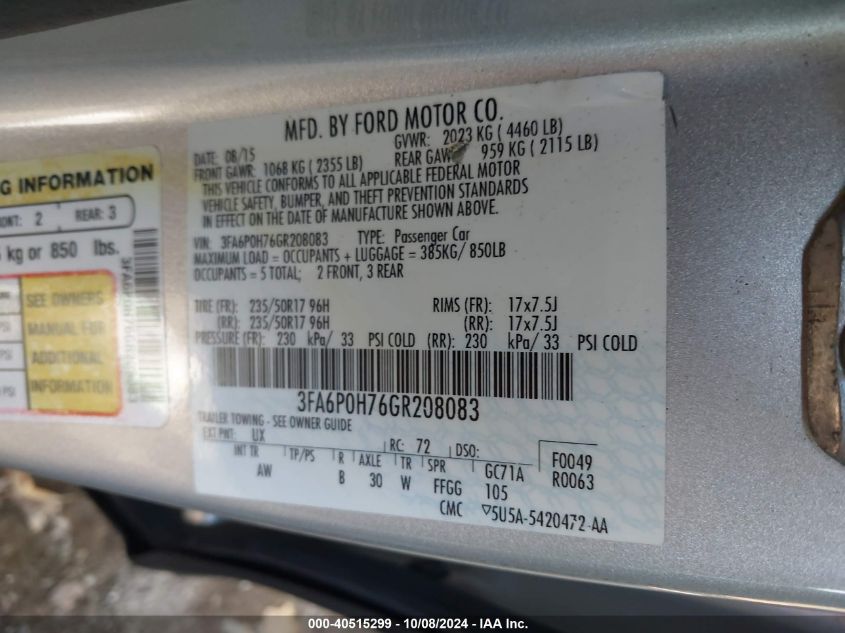 MFD. BY FORD MOTOR CO.
DATE: 08/15 GVWR: 2023 KG ( 4460 LB)
FRONT GAWR: 1068 KG ( 2355 LB) REAR GAWR 959 KG ( 2115 LB)
THIS VEHICLE CONFORMS TO ALL APPLICABLE FEDERAL MOTOR
VEHICLE SAFETY, BUMPER, AND THEFT PREVENTION STANDARDS
IN EFFECT ON THE DATE OF MANUFACTURE SHOWN ABOVE.
VIN: 3FA6P0H76GR208083 TYPE: Passenger Car
MAXIMUM LOAD = OCCUPANTS + LUGGAGE = 385KG/ 850LB
OCCUPANTS = 5 TOTAL; 2 FRONT, 3 REAR
TIRE (FR): 235/50R17 96H RIMS (FR): 17x7.5J
(RR): 235/50R17 96H (RR): 17x7.5J
PRESSURE (FR): 230 kPa/ 33 PSI COLD (RR): 230 kPa/ 33 PSI COLD
3FA6P0H76GR208083
TRAILER TOWING - SEE OWNER GUIDE
EXT PNT: UX RC: 72 DSO: F0049
INT TR TP/PS R AXLE TR SPR GC71A R0063
AW B 30 W FFGG 105
CMC ▽5U5A-5420472-AA
G INFORMATION
ONT: 2 REAR: 3
kg or 850 lbs.
SEE OWNERS
MANUAL FOR
ADDITIONAL
INFORMATION
000-40515299 - 10/08/2024 - IAA Inc.